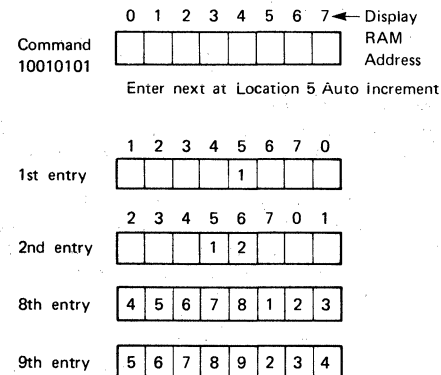 0 1 2 3 4 5 6 7 Display
RAM
Address
Command
10010101
Enter next at Location 5 Auto increment
1 2 3 4 5 6 7 0
1st entry 1
2 3 4 5 6 7 0 1
2nd entry 1 2
8th entry 4 5 6 7 8 1 2 3
9th entry 5 6 7 8 9 2 3 4